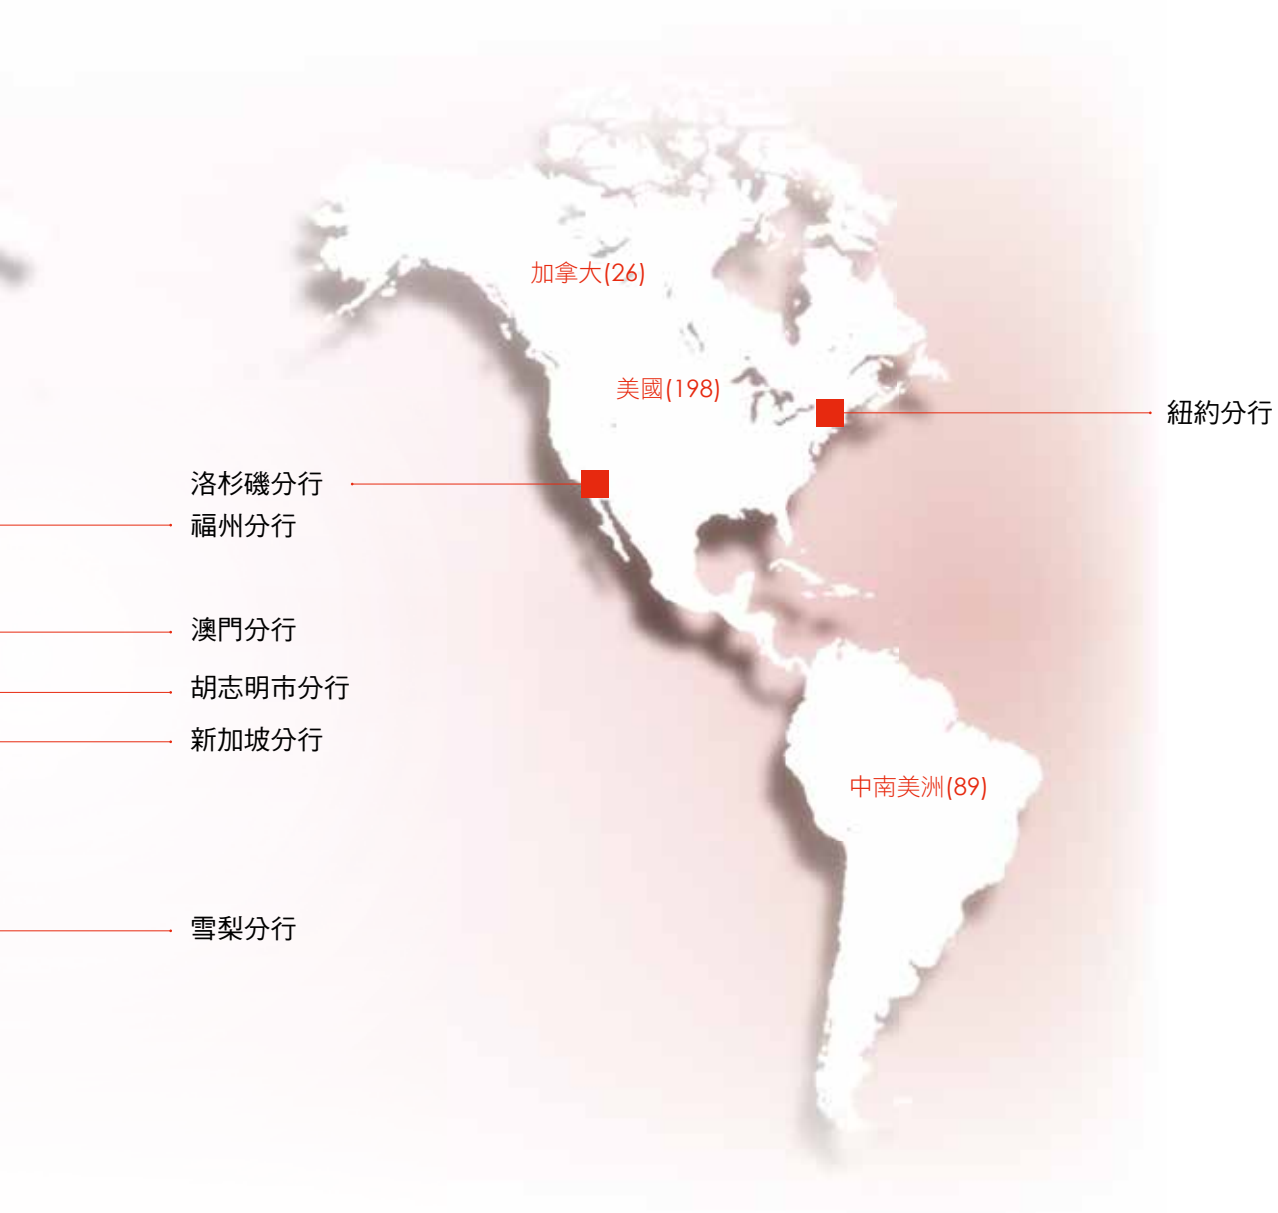 加拿大(26)
美國(198)
紐約分行
洛杉磯分行
福州分行
澳門分行
胡志明市分行
新加坡分行
中南美洲(89)
雪梨分行